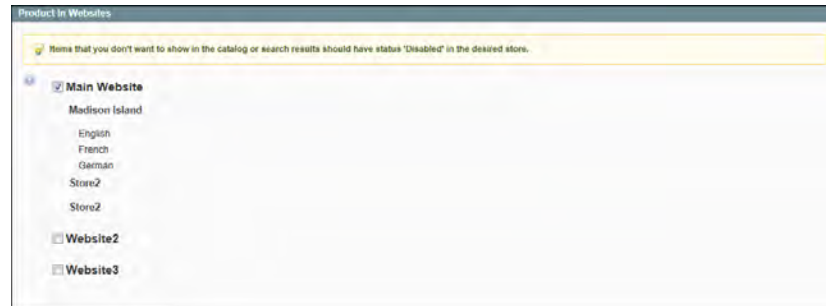 Product In Websites
Items that you don't want to show in the catalog or search results should have status 'Disabled' in the desired store.
Main Website
Madison Island
English
French
German
Store2
Store2
Website2
Website3